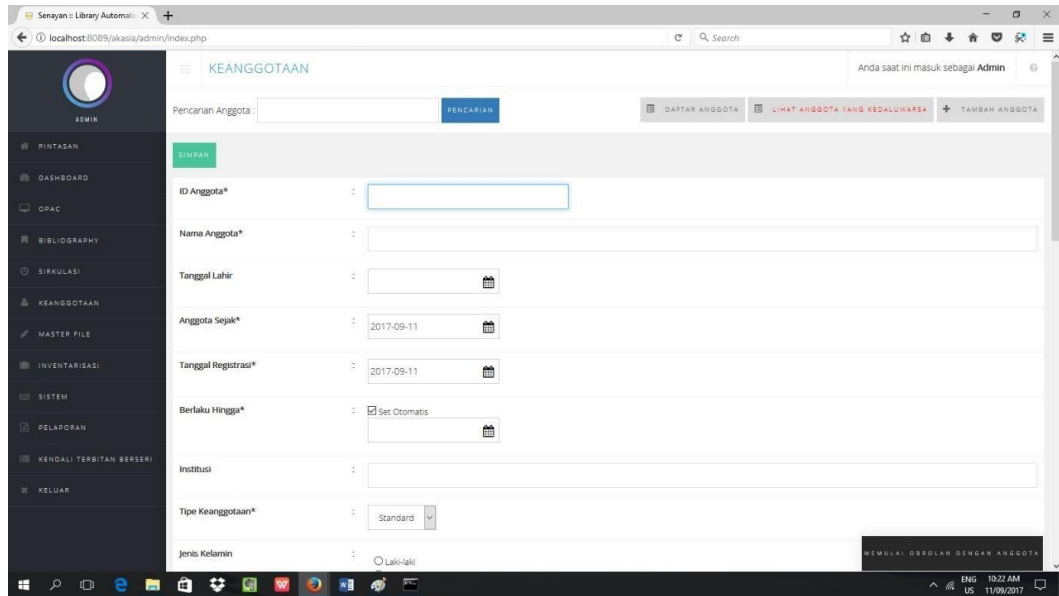 Senayan :: Library Automatic
localhost:8089/akasia/admin/index.php
Search
ADMIN
KEANGGOTAAN
Anda saat ini masuk sebagai Admin
Pencarian Anggota :
PENCARIAN
DAFTAR ANGGOTA
LIHAT ANGGOTA YANG KEDALUWARSA
TAMBAH ANGGOTA
PINTASAN
DASHBOARD
OPAC
BIBLIOGRAPHY
SIRKULASI
KEANGGOTAAN
MASTER FILE
INVENTARISASI
SISTEM
PELAPORAN
KENDALI TERBITAN BERSERI
KELUAR
SIMPAN
ID Anggota* :
Nama Anggota* :
Tanggal Lahir :
Anggota Sejak* : 2017-09-11
Tanggal Registrasi* : 2017-09-11
Berlaku Hingga* : Set Otomatis
Institusi :
Tipe Keanggotaan* : Standard
Jenis Kelamin : Laki-laki
MEMULAI OBROLAN DENGAN ANGGOTA
ENG 10:22 AM
US 11/09/2017